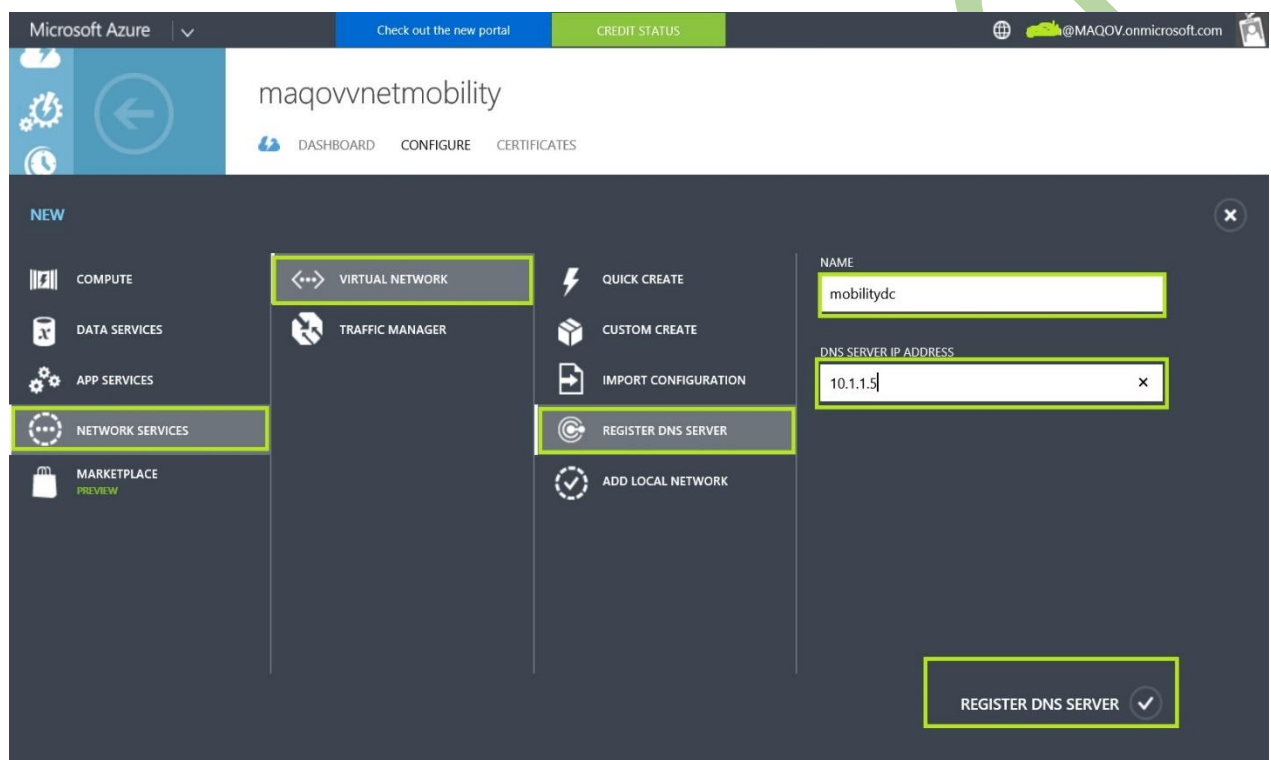 Microsoft Azure
Check out the new portal
CREDIT STATUS
@MAQOV.onmicrosoft.com
maqovvnetmobility
DASHBOARD CONFIGURE CERTIFICATES
NEW
COMPUTE
DATA SERVICES
APP SERVICES
NETWORK SERVICES
MARKETPLACE
PREVIEW
VIRTUAL NETWORK
TRAFFIC MANAGER
QUICK CREATE
CUSTOM CREATE
IMPORT CONFIGURATION
REGISTER DNS SERVER
ADD LOCAL NETWORK
NAME
mobilitydc
DNS SERVER IP ADDRESS
10.1.1.5
REGISTER DNS SERVER